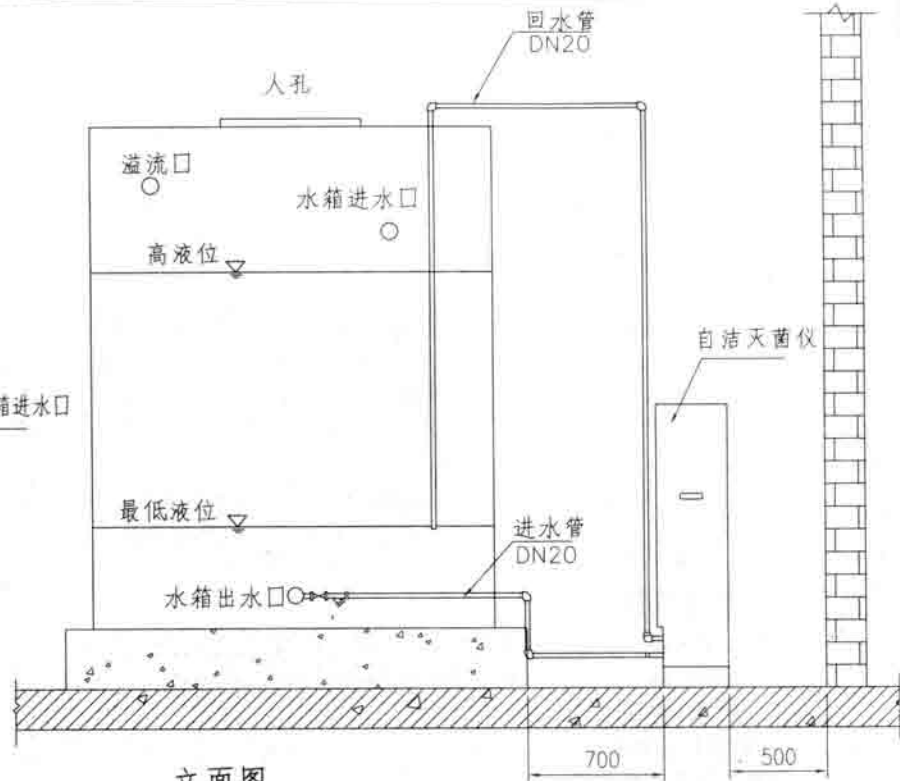 回水管
DN20
人孔
溢流口
水箱进水口
高液位
自洁灭菌仪
箱进水口
最低液位
进水管
DN20
水箱出水口
700
500
立面图